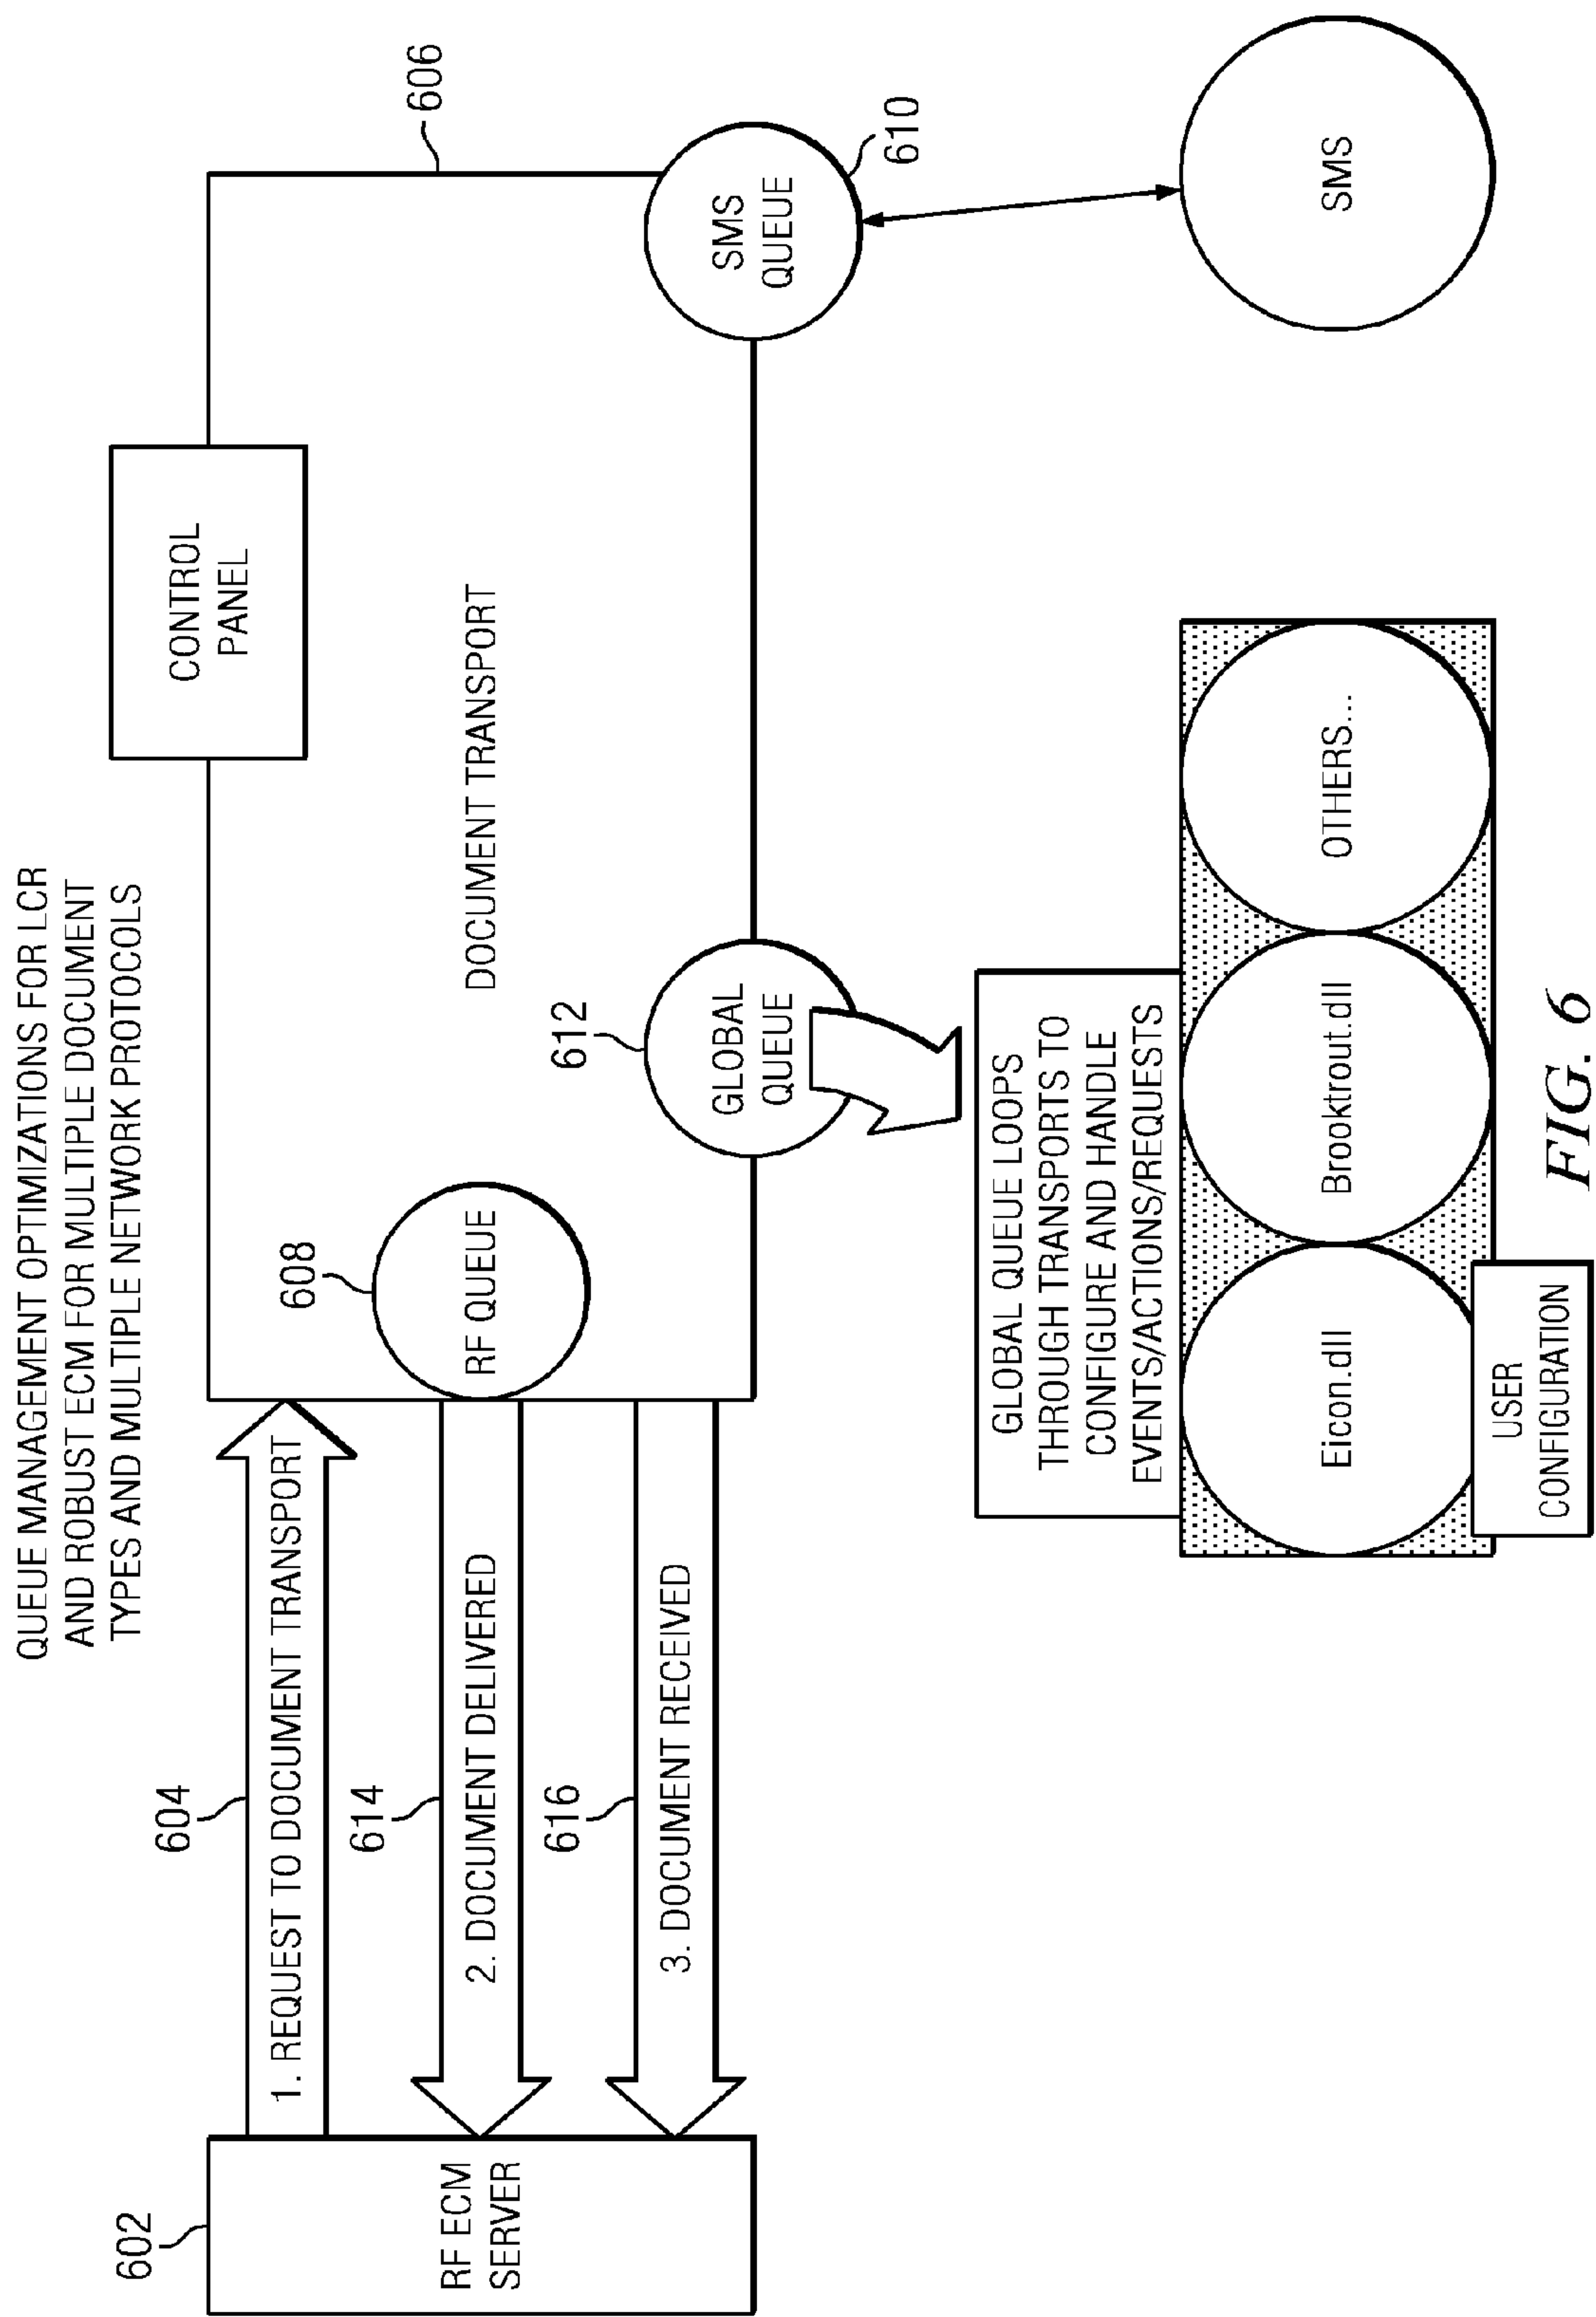 QUEUE MANAGEMENT OPTIMIZATIONS FOR LCR
AND ROBUST ECM FOR MULTIPLE DOCUMENT
TYPES AND MULTIPLE NETWORK PROTOCOLS
602
RF ECM
SERVER
604
1. REQUEST TO DOCUMENT TRANSPORT
614
2. DOCUMENT DELIVERED
616
3. DOCUMENT RECEIVED
608
RF QUEUE
CONTROL
PANEL
606
DOCUMENT TRANSPORT
612
GLOBAL
QUEUE
SMS
QUEUE
610
GLOBAL QUEUE LOOPS
THROUGH TRANSPORTS TO
CONFIGURE AND HANDLE
EVENTS/ACTIONS/REQUESTS
Eicon.dll
Brooktrout.dll
OTHERS...
SMS
USER
CONFIGURATION
FIG. 6